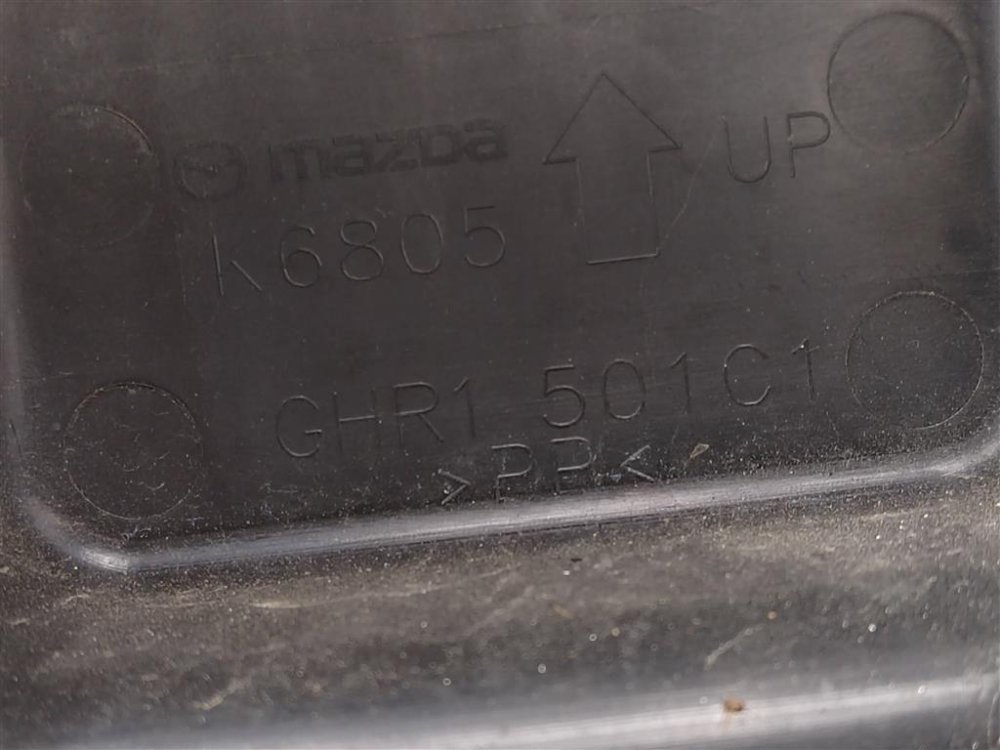 mazda UP
K6805
GHR1 501C1
>PP<